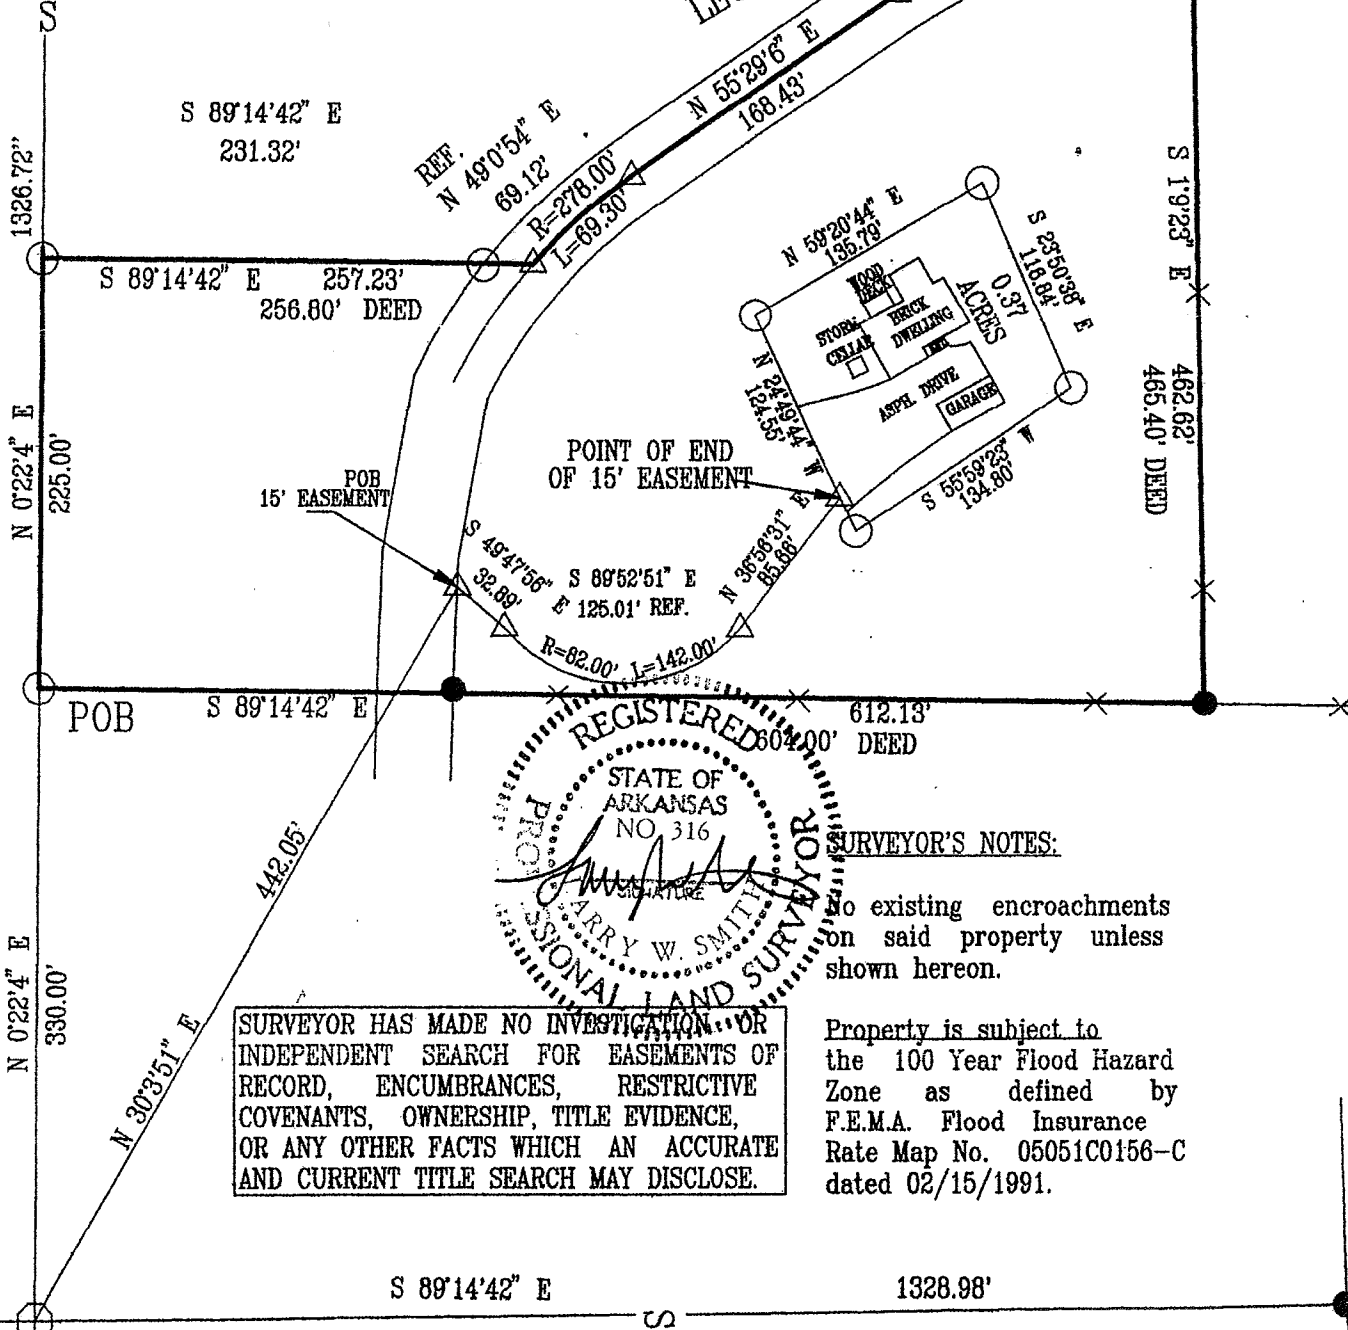 S
S 89°14'42" E
231.32'
1326.72"
REF.
N 49°0'54" E
69.12'
R=278.00'
L=69.30'
N 55°29'6" E
168.43'
S 1°9'23" E
462.62'
465.40' DEED
S 89°14'42" E 257.23'
256.80' DEED
N 59°20'44" E
135.79'
S 23°50'38" E
116.84'
0.37
ACRES
WOOD
DECK
BRICK
DWELLING
STORM
CELLAR
ASPH. DRIVE
GARAGE
N 24°49'44" W
124.55'
S 55°59'23" W
134.80'
N 0°22'4" E
225.00'
POINT OF END
OF 15' EASEMENT
POB
15' EASEMENT
S 49°47'56" E
32.89'
S 89°52'51" E
125.01' REF.
N 36°56'31" E
85.66'
R=82.00' L=142.00'
POB
S 89°14'42" E
612.13'
604.00' DEED
REGISTERED
STATE OF
ARKANSAS
NO 316
SIGNATURE
ARRY W. SMITH
PRO SSIONAL LAND SURVEYOR
442.05'
N 30°3'51" E
N 0°22'4" E
330.00'
SURVEYOR'S NOTES:
No existing encroachments
on said property unless
shown hereon.
Property is subject to
the 100 Year Flood Hazard
Zone as defined by
F.E.M.A. Flood Insurance
Rate Map No. 05051C0156-C
dated 02/15/1991.
SURVEYOR HAS MADE NO INVESTIGATION OR
INDEPENDENT SEARCH FOR EASEMENTS OF
RECORD, ENCUMBRANCES, RESTRICTIVE
COVENANTS, OWNERSHIP, TITLE EVIDENCE,
OR ANY OTHER FACTS WHICH AN ACCURATE
AND CURRENT TITLE SEARCH MAY DISCLOSE.
S 89°14'42" E
1328.98'
S